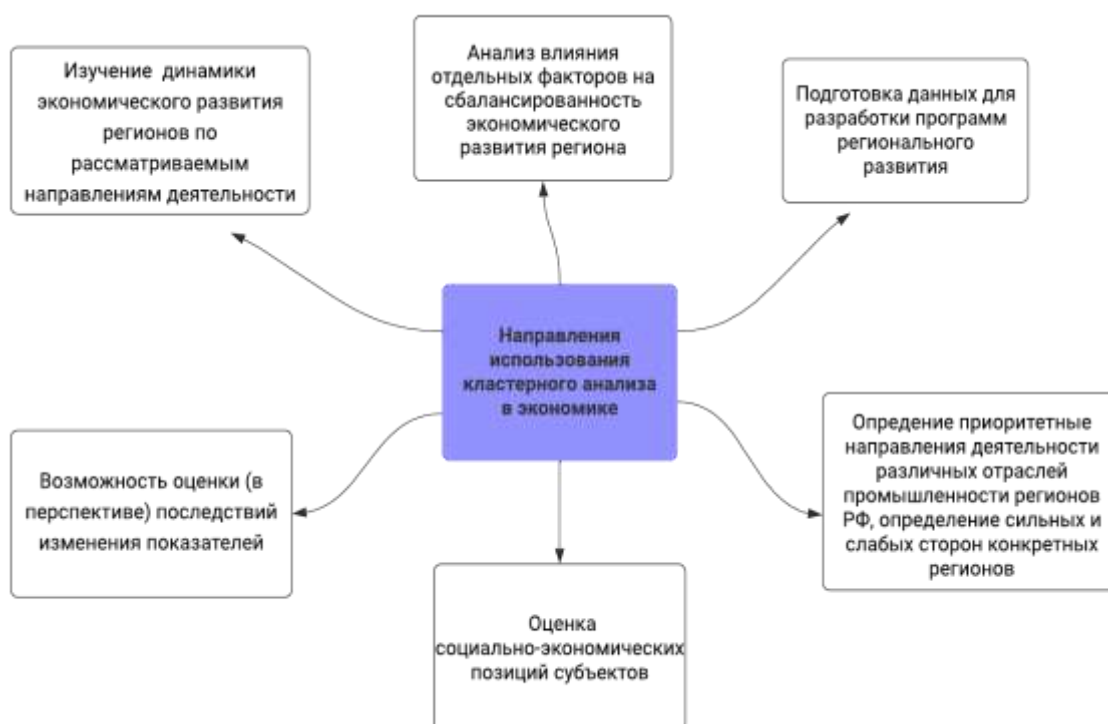 Изучение динамики
экономического развития
регионов по
рассматриваемым
направлениям деятельности
Анализ влияния
отдельных факторов на
сбалансированность
экономического
развития региона
Подготовка данных для
разработки программ
регионального
развития
Направления
использования
кластерного анализа
в экономике
Возможность оценки (в
перспективе) последствий
изменения показателей
Оценка
социально-экономических
позиций субъектов
Опредение приоритетные
направления деятельности
различных отраслей
промышленности регионов
РФ, определение сильных и
слабых сторон конкретных
регионов